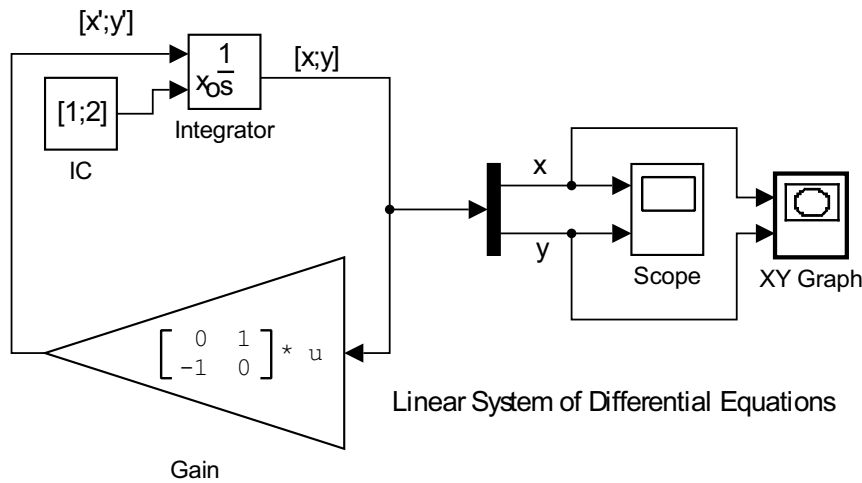 [x';y']
1
x₀ s
[x;y]
[1;2]
Integrator
IC
x
y
Scope
XY Graph
0 1
-1 0
* u
Linear System of Differential Equations
Gain